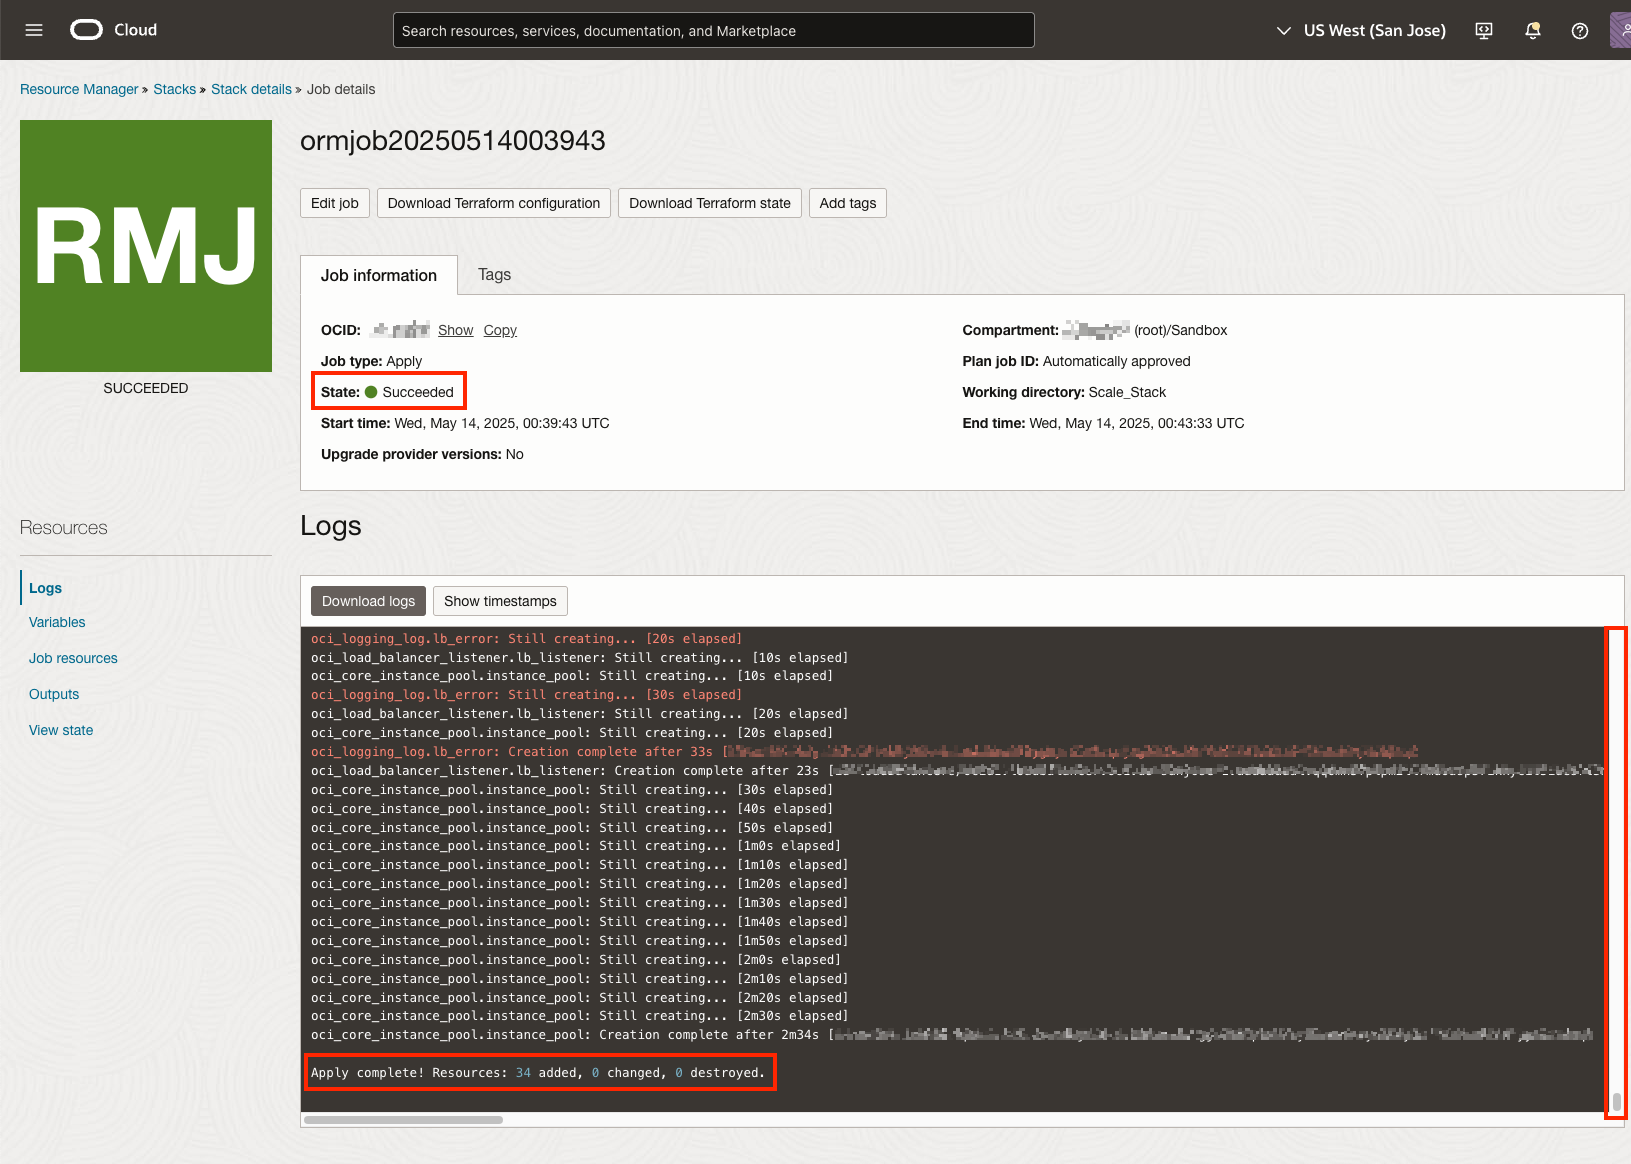 Cloud
Search resources, services, documentation, and Marketplace
US West (San Jose)
Resource Manager » Stacks » Stack details » Job details
RMJ
SUCCEEDED
ormjob20250514003943
Edit job
Download Terraform configuration
Download Terraform state
Add tags
Job information
Tags
OCID: Show Copy
Compartment: (root)/Sandbox
Job type: Apply
Plan job ID: Automatically approved
State: Succeeded
Working directory: Scale_Stack
Start time: Wed, May 14, 2025, 00:39:43 UTC
End time: Wed, May 14, 2025, 00:43:33 UTC
Upgrade provider versions: No
Resources
Logs
Variables
Job resources
Outputs
View state
Logs
Download logs
Show timestamps
oci_logging_log.lb_error: Still creating... [20s elapsed]
oci_load_balancer_listener.lb_listener: Still creating... [10s elapsed]
oci_core_instance_pool.instance_pool: Still creating... [10s elapsed]
oci_logging_log.lb_error: Still creating... [30s elapsed]
oci_load_balancer_listener.lb_listener: Still creating... [20s elapsed]
oci_core_instance_pool.instance_pool: Still creating... [20s elapsed]
oci_logging_log.lb_error: Creation complete after 33s [
oci_load_balancer_listener.lb_listener: Creation complete after 23s [
oci_core_instance_pool.instance_pool: Still creating... [30s elapsed]
oci_core_instance_pool.instance_pool: Still creating... [40s elapsed]
oci_core_instance_pool.instance_pool: Still creating... [50s elapsed]
oci_core_instance_pool.instance_pool: Still creating... [1m0s elapsed]
oci_core_instance_pool.instance_pool: Still creating... [1m10s elapsed]
oci_core_instance_pool.instance_pool: Still creating... [1m20s elapsed]
oci_core_instance_pool.instance_pool: Still creating... [1m30s elapsed]
oci_core_instance_pool.instance_pool: Still creating... [1m40s elapsed]
oci_core_instance_pool.instance_pool: Still creating... [1m50s elapsed]
oci_core_instance_pool.instance_pool: Still creating... [2m0s elapsed]
oci_core_instance_pool.instance_pool: Still creating... [2m10s elapsed]
oci_core_instance_pool.instance_pool: Still creating... [2m20s elapsed]
oci_core_instance_pool.instance_pool: Still creating... [2m30s elapsed]
oci_core_instance_pool.instance_pool: Creation complete after 2m34s [
Apply complete! Resources: 34 added, 0 changed, 0 destroyed.